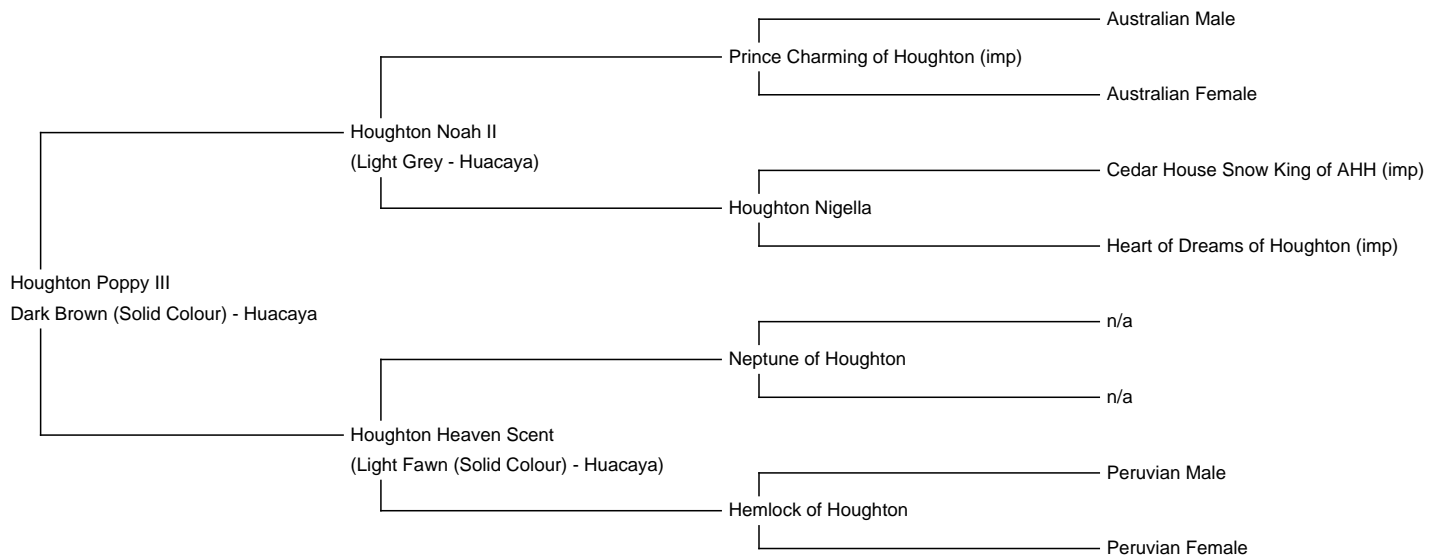 Australian Male
Prince Charming of Houghton (imp)
Australian Female
Houghton Noah II
(Light Grey - Huacaya)
Cedar House Snow King of AHH (imp)
Houghton Nigella
Heart of Dreams of Houghton (imp)
Houghton Poppy III
Dark Brown (Solid Colour) - Huacaya
n/a
Neptune of Houghton
n/a
Houghton Heaven Scent
(Light Fawn (Solid Colour) - Huacaya)
Peruvian Male
Hemlock of Houghton
Peruvian Female